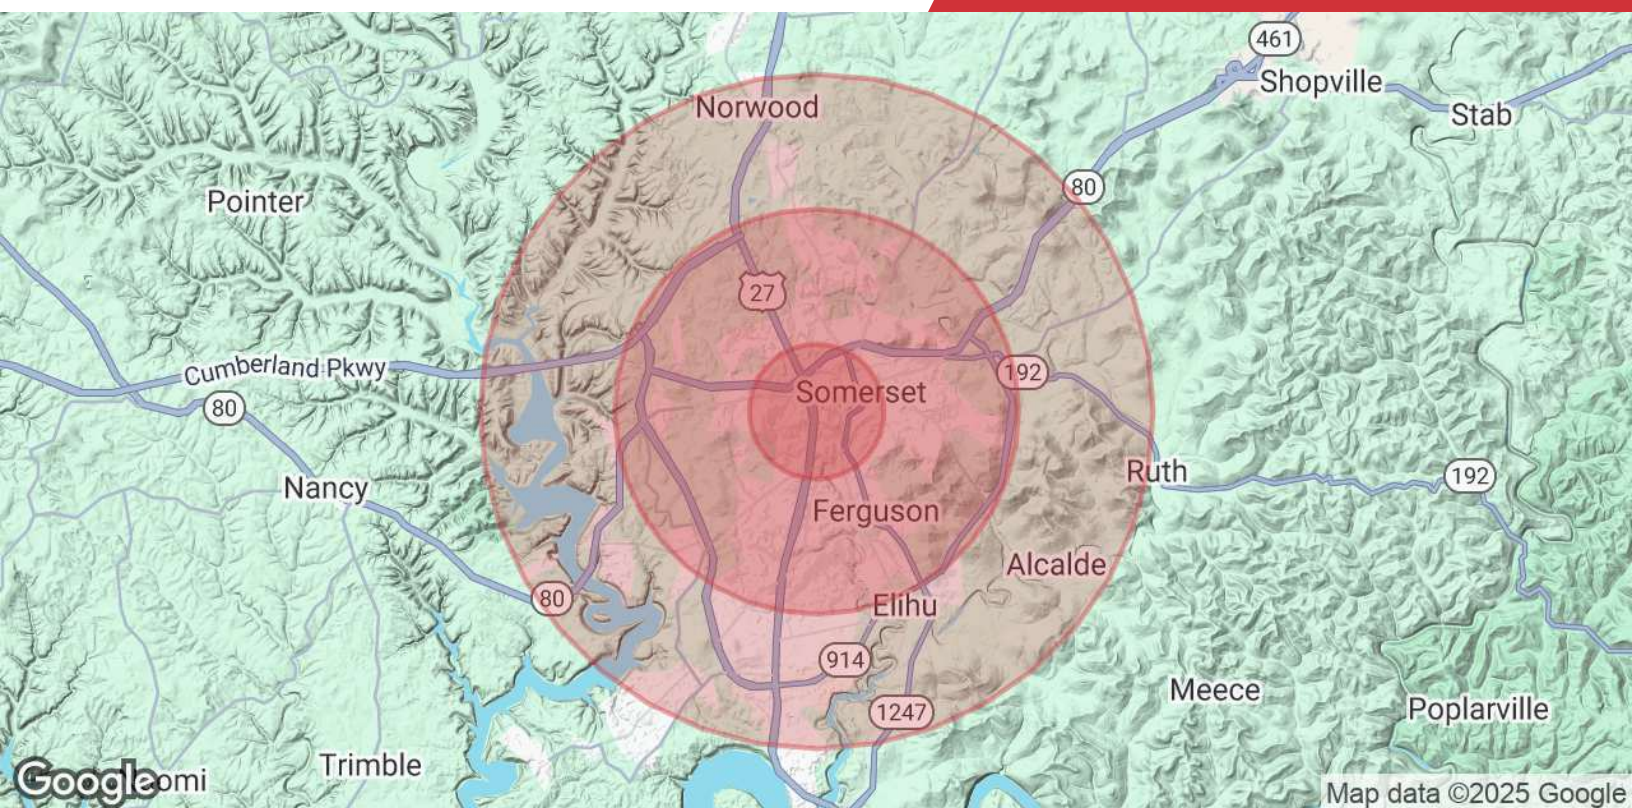 461
Shopville
Norwood
Stab
80
Pointer
27
Cumberland Pkwy
192
80
Somerset
Ruth
192
Nancy
Ferguson
Alcalde
80
Elihu
914
Meece
1247
Poplarville
Trimble
Google
omi
Map data ©2025 Google